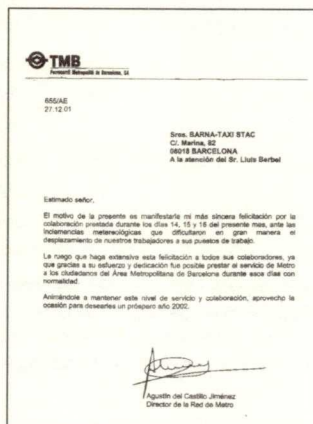 TMB
Ferrocarril Metropolità de Barcelona, SA
655/AE
27.12.01
Sres. BARNA-TAXI STAC
C/. Marina, 82
08018 BARCELONA
A la atención del Sr. Lluís Berbel
Estimado señor,
El motivo de la presente es manifestarle mi más sincera felicitación por la
colaboración prestada durante los días 14, 15 y 16 del presente mes, ante las
inclemencias metereológicas que dificultaron en gran manera el
desplazamiento de nuestros trabajadores a sus puestos de trabajo.
Le ruego que haga extensiva esta felicitación a todos sus colaboradores, ya
que gracias a su esfuerzo y dedicación fue posible prestar el servicio de Metro
a los ciudadanos del Área Metropolitana de Barcelona durante esos días con
normalidad.
Animándole a mantener este nivel de servicio y colaboración, aprovecho la
ocasión para desearles un próspero año 2002.
Agustín del Castillo Jiménez
Director de la Red de Metro